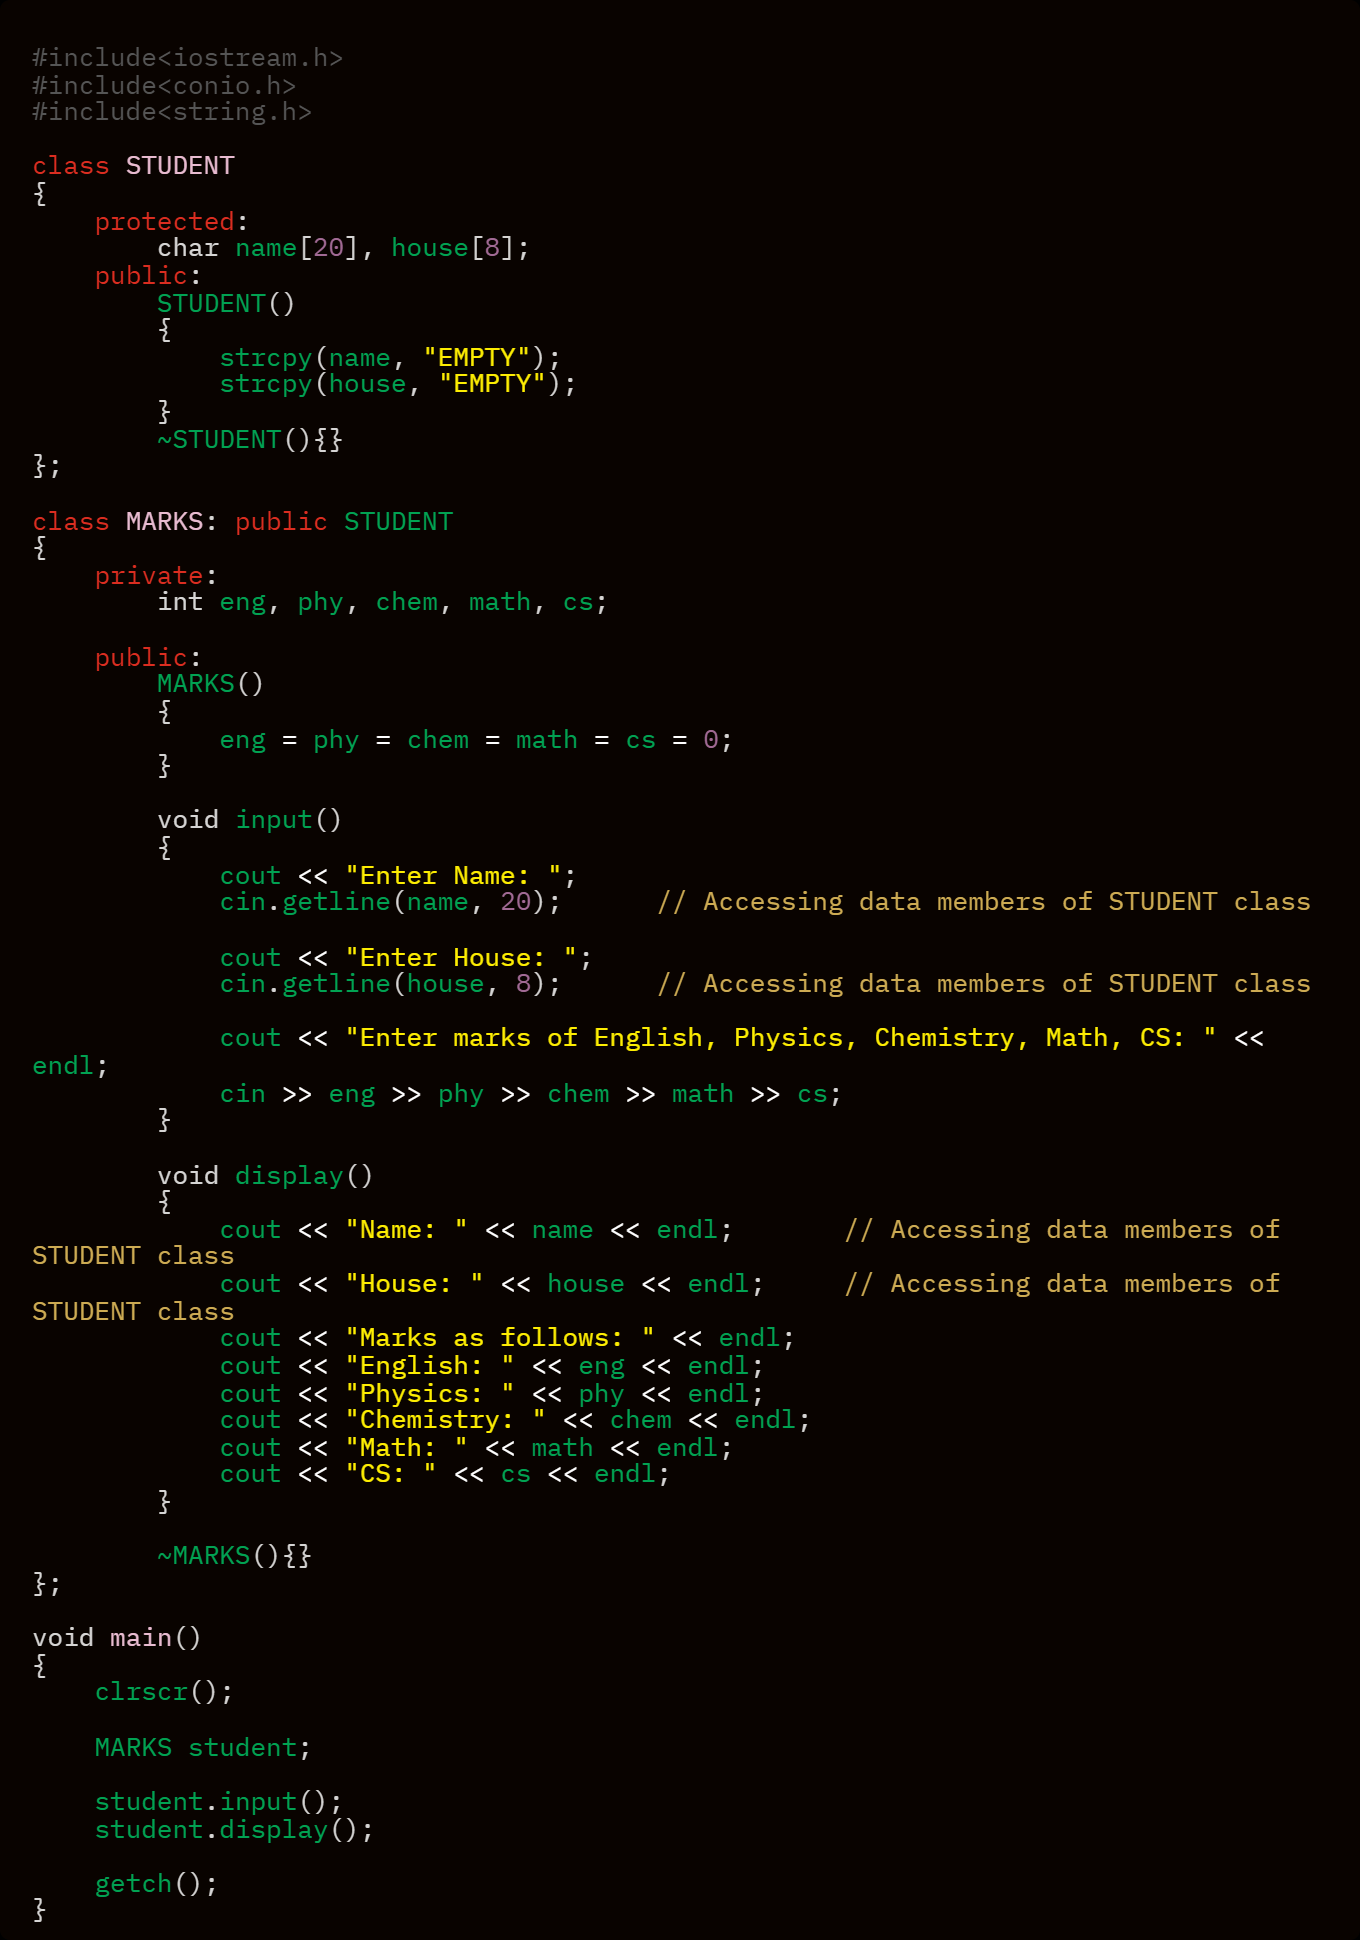 #include<iostream.h>
#include<conio.h>
#include<string.h>

class STUDENT
{
    protected:
        char name[20], house[8];
    public:
        STUDENT()
        {
            strcpy(name, "EMPTY");
            strcpy(house, "EMPTY");
        }
        ~STUDENT(){}
};

class MARKS: public STUDENT
{
    private:
        int eng, phy, chem, math, cs;

    public:
        MARKS()
        {
            eng = phy = chem = math = cs = 0;
        }

        void input()
        {
            cout << "Enter Name: ";
            cin.getline(name, 20);      // Accessing data members of STUDENT class

            cout << "Enter House: ";
            cin.getline(house, 8);      // Accessing data members of STUDENT class

            cout << "Enter marks of English, Physics, Chemistry, Math, CS: " <<
endl;
            cin >> eng >> phy >> chem >> math >> cs;
        }

        void display()
        {
            cout << "Name: " << name << endl;       // Accessing data members of
STUDENT class
            cout << "House: " << house << endl;     // Accessing data members of
STUDENT class
            cout << "Marks as follows: " << endl;
            cout << "English: " << eng << endl;
            cout << "Physics: " << phy << endl;
            cout << "Chemistry: " << chem << endl;
            cout << "Math: " << math << endl;
            cout << "CS: " << cs << endl;
        }

        ~MARKS(){}
};

void main()
{
    clrscr();

    MARKS student;

    student.input();
    student.display();

    getch();
}